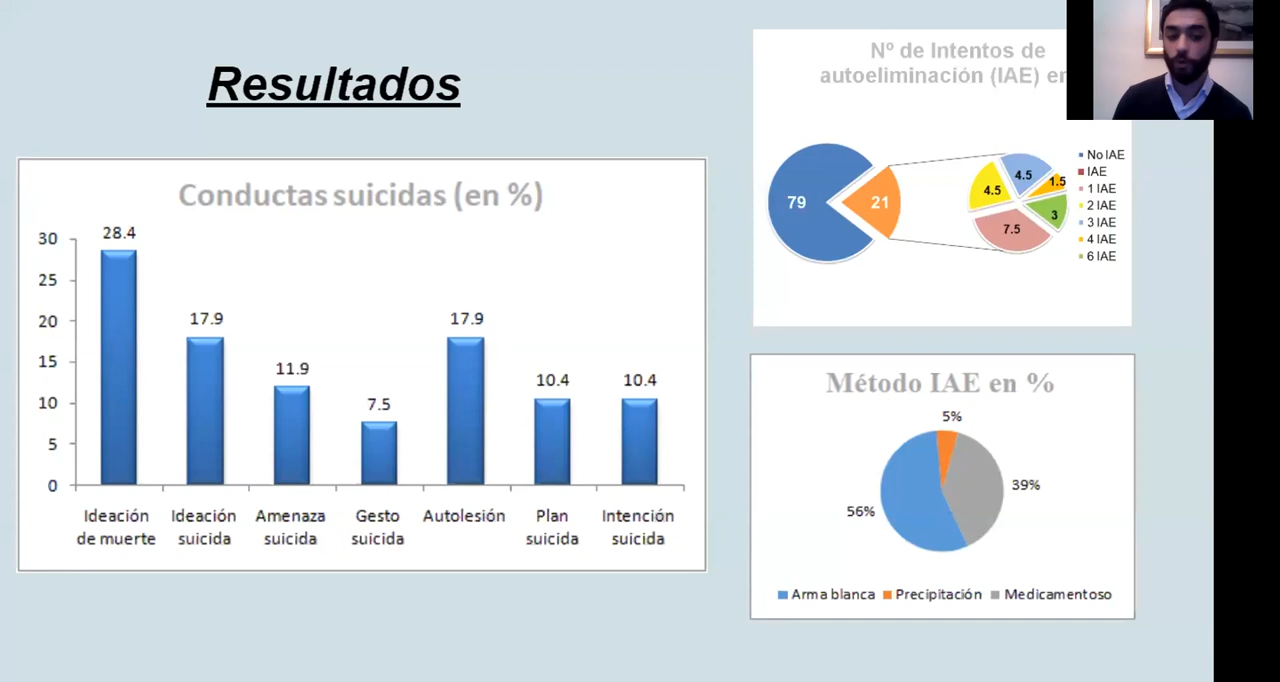 Resultados
Conductas suicidas (en %)
30
25
20
15
10
5
0
28.4
17.9
11.9
7.5
17.9
10.4
10.4
Ideación
de muerte
Ideación
suicida
Amenaza
suicida
Gesto
suicida
Autolesión
Plan
suicida
Intención
suicida
Nº de Intentos de
autoeliminación (IAE) en
79
21
4.5
4.5
1.5
3
7.5
No IAE
IAE
1 IAE
2 IAE
3 IAE
4 IAE
6 IAE
Método IAE en %
5%
39%
56%
Arma blanca
Precipitación
Medicamentoso